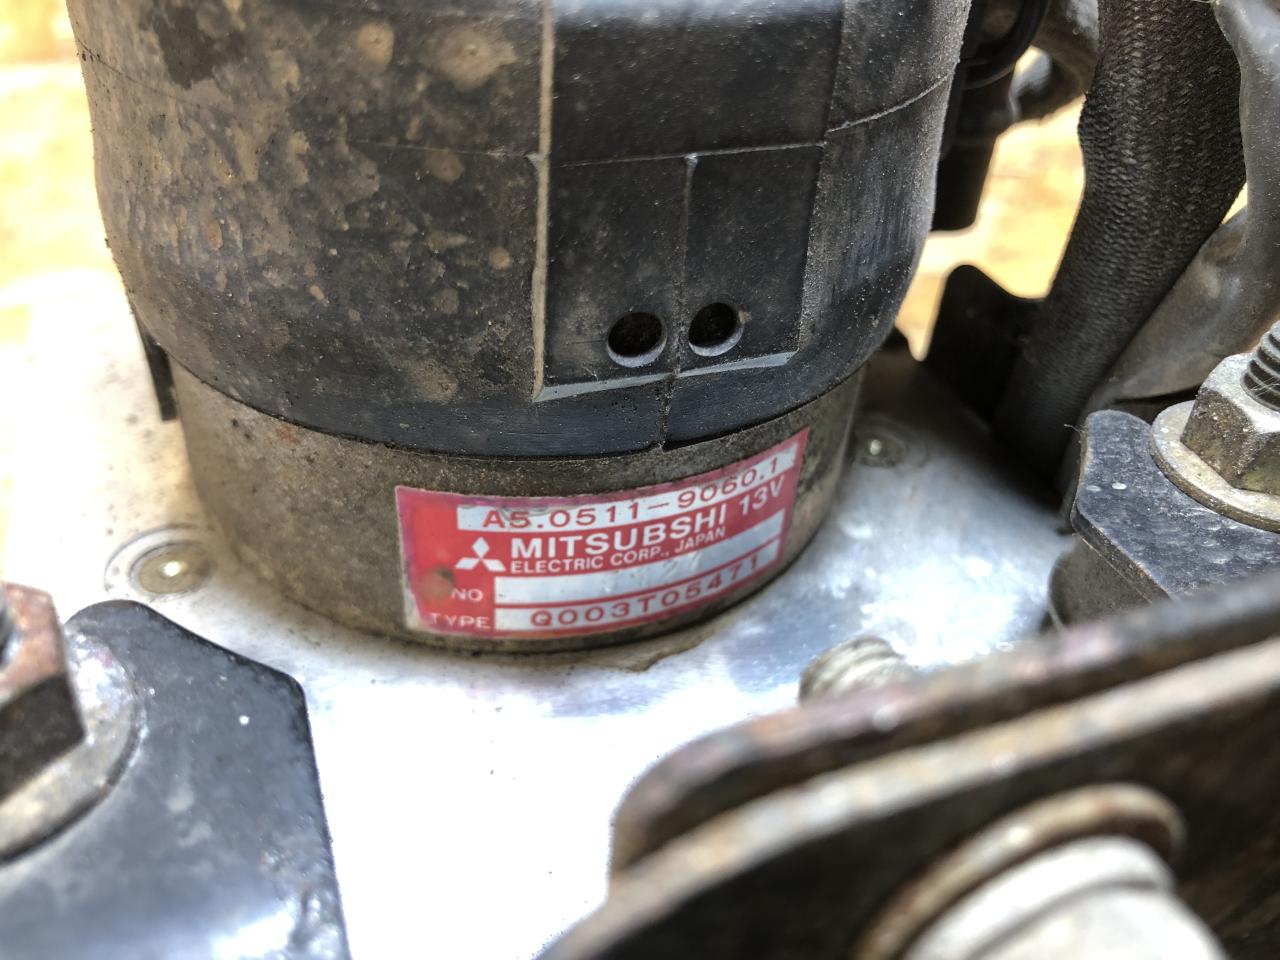 A5.0511-9060.1
MITSUBSHI 13V
ELECTRIC CORP., JAPAN
NO
TYPE Q003T05471